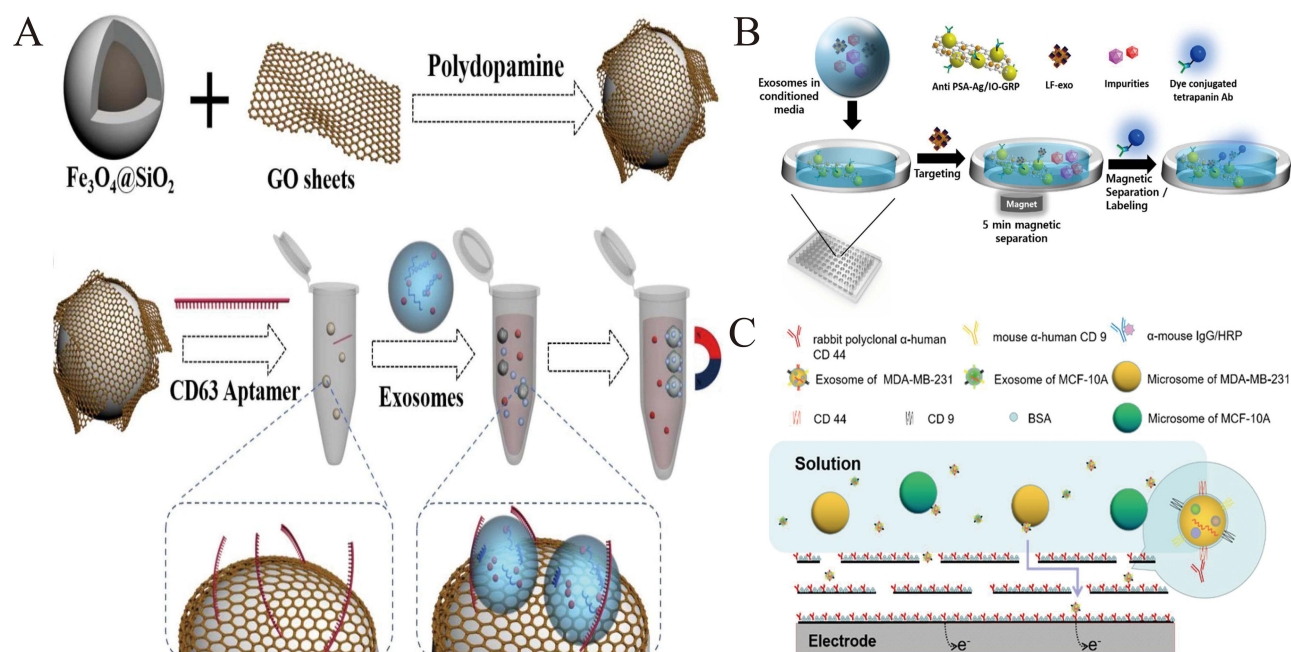 A
Polydopamine
Fe₃O₄@SiO₂
GO sheets
CD63 Aptamer
Exosomes
B
Exosomes in
conditioned
media
Anti PSA-Ag/IO-GRP
LF-exo
Impurities
Dye conjugated
tetrapanin Ab
Targeting
Magnet
5 min magnetic
separation
Magnetic
Separation /
Labeling
C
rabbit polyclonal α-human
CD 44
mouse α-human CD 9
α-mouse IgG/HRP
Exosome of MDA-MB-231
Exosome of MCF-10A
Microsome of MDA-MB-231
CD 44
CD 9
BSA
Microsome of MCF-10A
Solution
Electrode
e⁻
e⁻